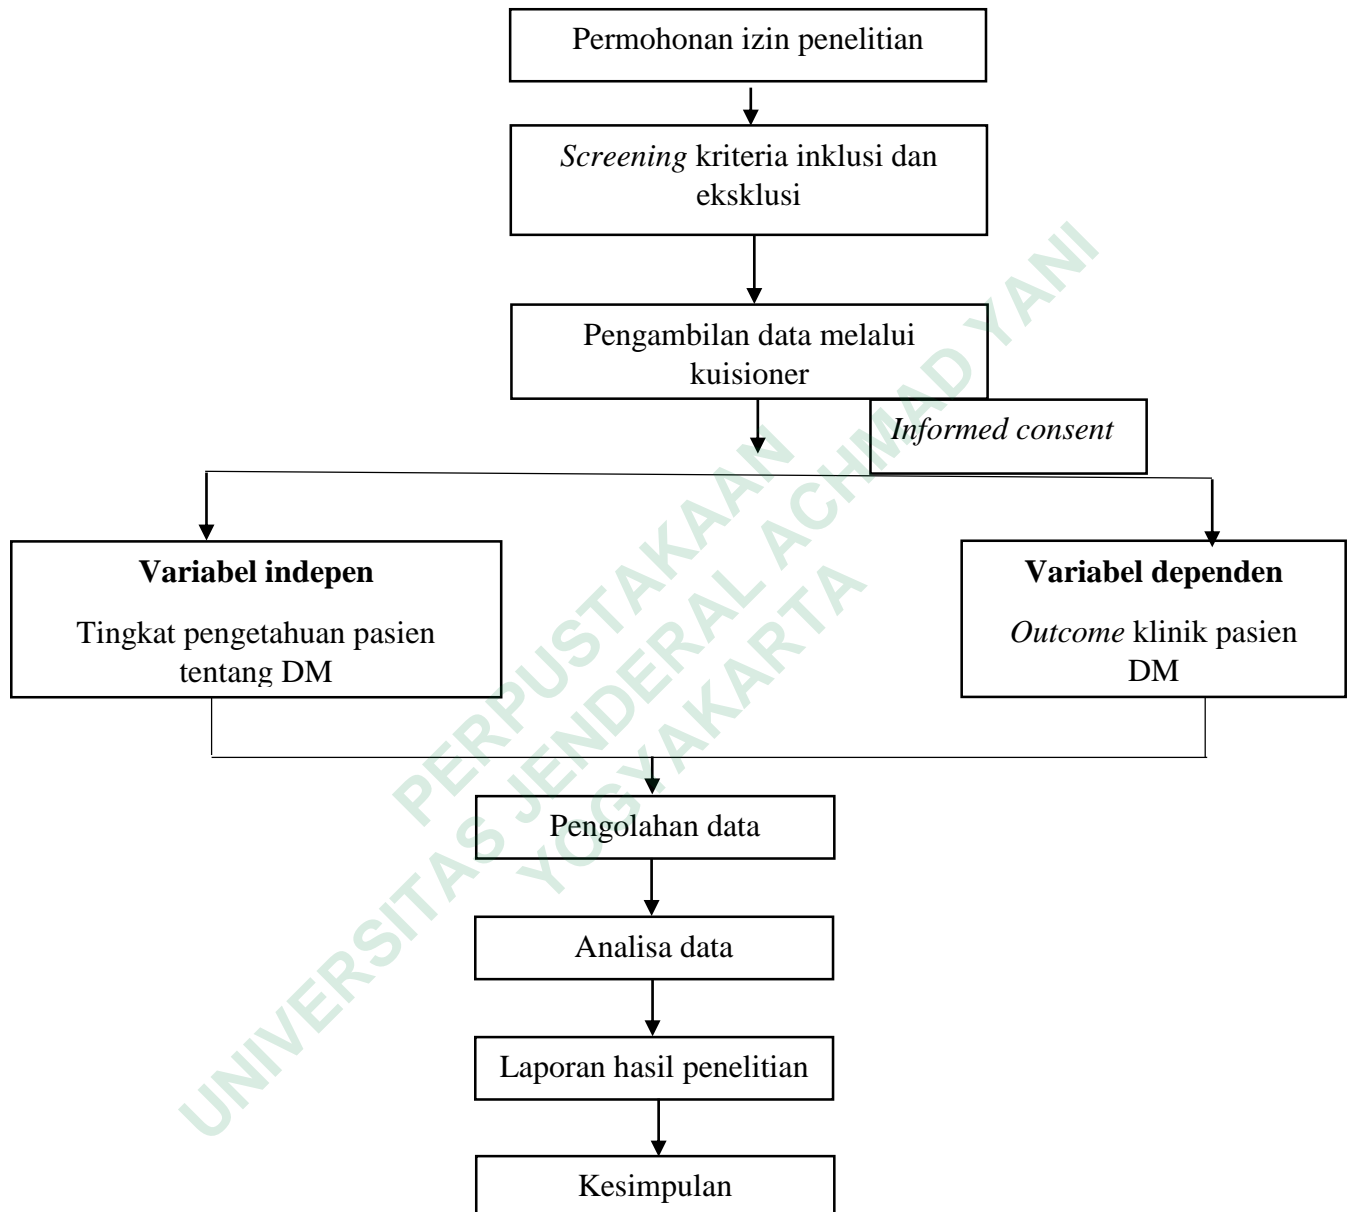 Permohonan izin penelitian
Screening kriteria inklusi dan
eksklusi
Pengambilan data melalui
kuisioner
Informed consent
Variabel indepen
Tingkat pengetahuan pasien
tentang DM
Variabel dependen
Outcome klinik pasien
DM
Pengolahan data
Analisa data
Laporan hasil penelitian
Kesimpulan
PERPUSTAKAAN
UNIVERSITAS JENDERAL ACHMAD YANI
YOGYAKARTA